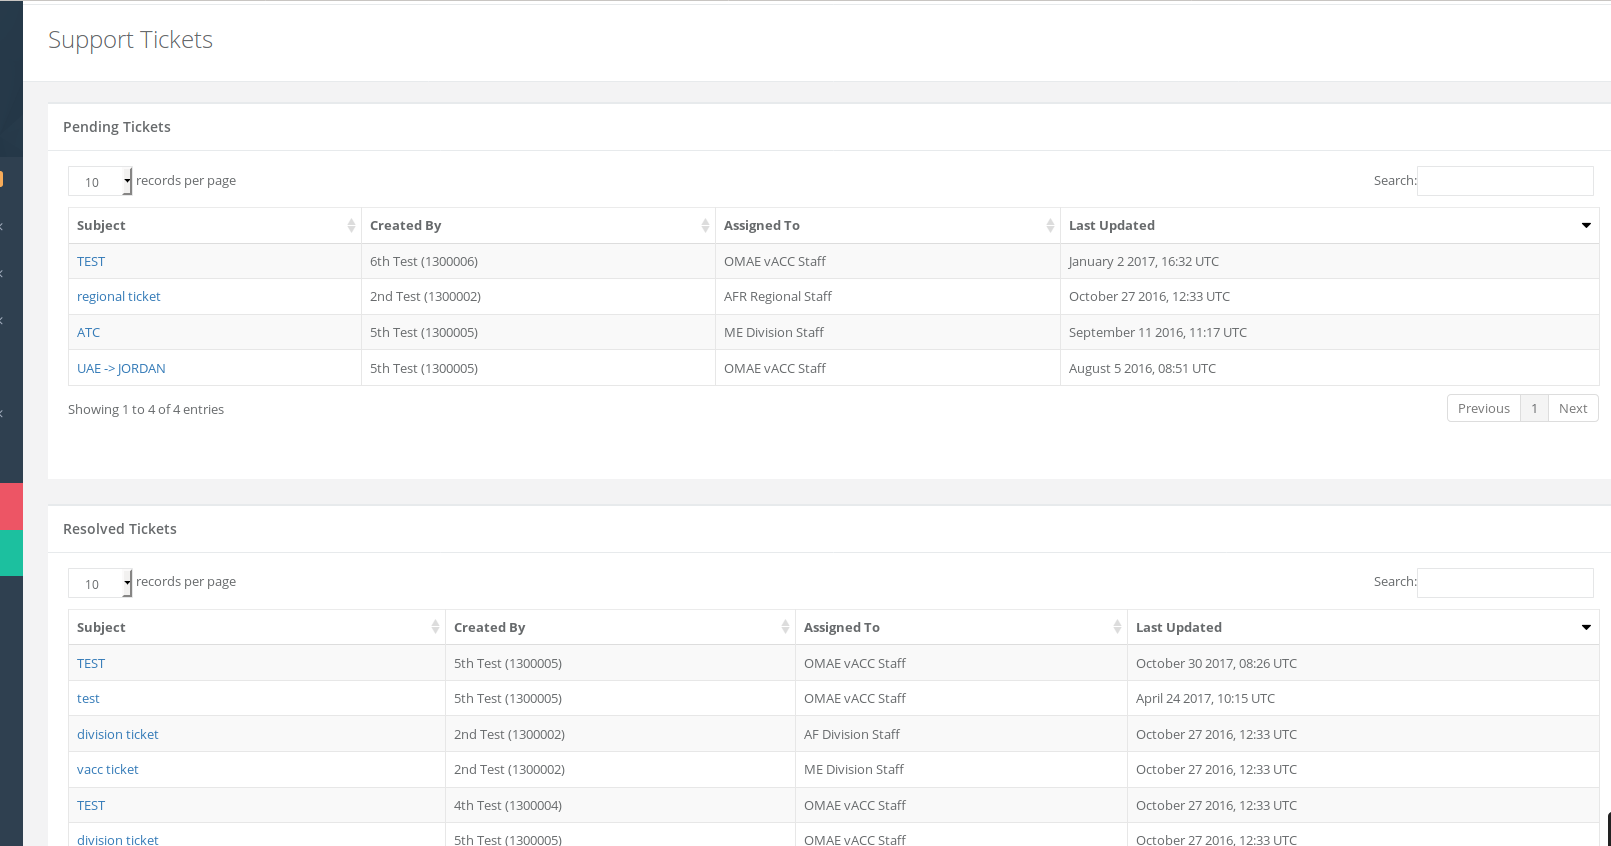 Support Tickets
Pending Tickets
10 records per page Search:
Subject Created By Assigned To Last Updated
TEST 6th Test (1300006) OMAE vACC Staff January 2 2017, 16:32 UTC
regional ticket 2nd Test (1300002) AFR Regional Staff October 27 2016, 12:33 UTC
ATC 5th Test (1300005) ME Division Staff September 11 2016, 11:17 UTC
UAE -> JORDAN 5th Test (1300005) OMAE vACC Staff August 5 2016, 08:51 UTC
Showing 1 to 4 of 4 entries Previous 1 Next
Resolved Tickets
10 records per page Search:
Subject Created By Assigned To Last Updated
TEST 5th Test (1300005) OMAE vACC Staff October 30 2017, 08:26 UTC
test 5th Test (1300005) OMAE vACC Staff April 24 2017, 10:15 UTC
division ticket 2nd Test (1300002) AF Division Staff October 27 2016, 12:33 UTC
vacc ticket 2nd Test (1300002) ME Division Staff October 27 2016, 12:33 UTC
TEST 4th Test (1300004) OMAE vACC Staff October 27 2016, 12:33 UTC
division ticket 5th Test (1300005) OMAE vACC Staff October 27 2016, 12:33 UTC